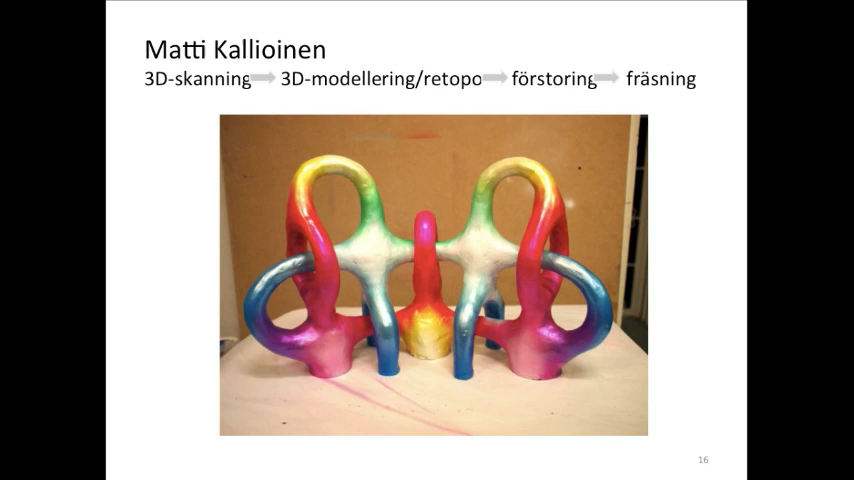 Matti Kallioinen
3D-skanning 3D-modellering/retopo förstoring fräsning
16